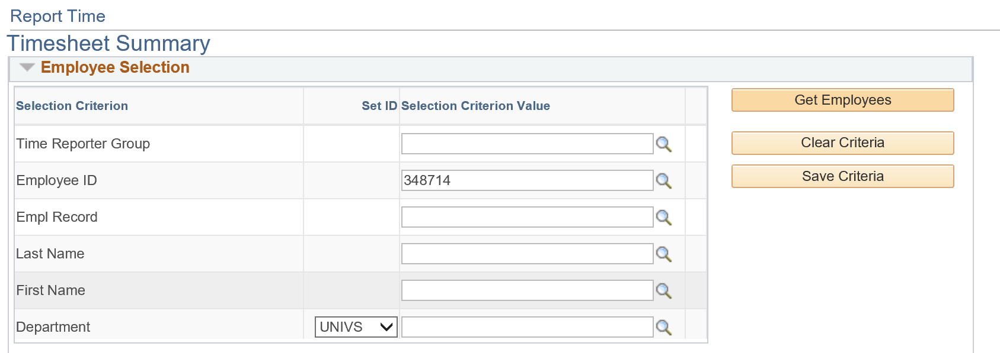 Report Time
Timesheet Summary
Employee Selection
Selection Criterion Set ID Selection Criterion Value
Get Employees
Time Reporter Group
Clear Criteria
Employee ID 348714
Save Criteria
Empl Record
Last Name
First Name
Department UNIVS